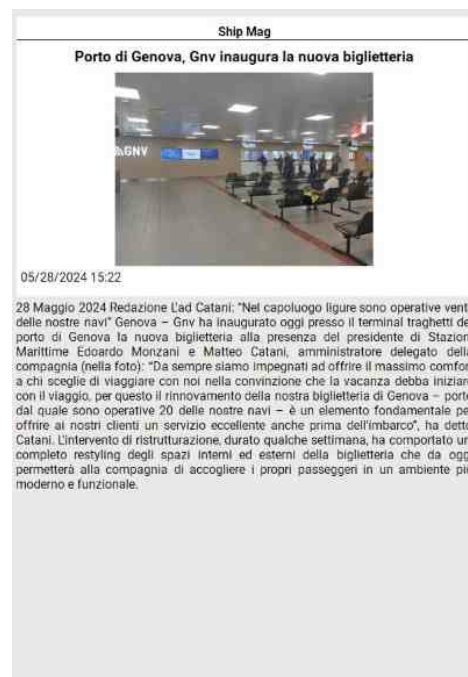 Ship Mag
Porto di Genova, Gnv inaugura la nuova biglietteria
GNV
05/28/2024 15:22
28 Maggio 2024 Redazione L'ad Catani: "Nel capoluogo ligure sono operative vent
delle nostre navi" Genova – Gnv ha inaugurato oggi presso il terminal traghetti de
porto di Genova la nuova biglietteria alla presenza del presidente di Stazion
Marittime Edoardo Monzani e Matteo Catani, amministratore delegato dell
compagnia (nella foto): "Da sempre siamo impegnati ad offrire il massimo comfor
a chi sceglie di viaggiare con noi nella convinzione che la vacanza debba iniziar
con il viaggio, per questo il rinnovamento della nostra biglietteria di Genova – port
dal quale sono operative 20 delle nostre navi – è un elemento fondamentale pe
offrire ai nostri clienti un servizio eccellente anche prima dell'imbarco", ha dett
Catani. L'intervento di ristrutturazione, durato qualche settimana, ha comportato un
completo restyling degli spazi interni ed esterni della biglietteria che da ogg
permetterà alla compagnia di accogliere i propri passeggeri in un ambiente pi
moderno e funzionale.